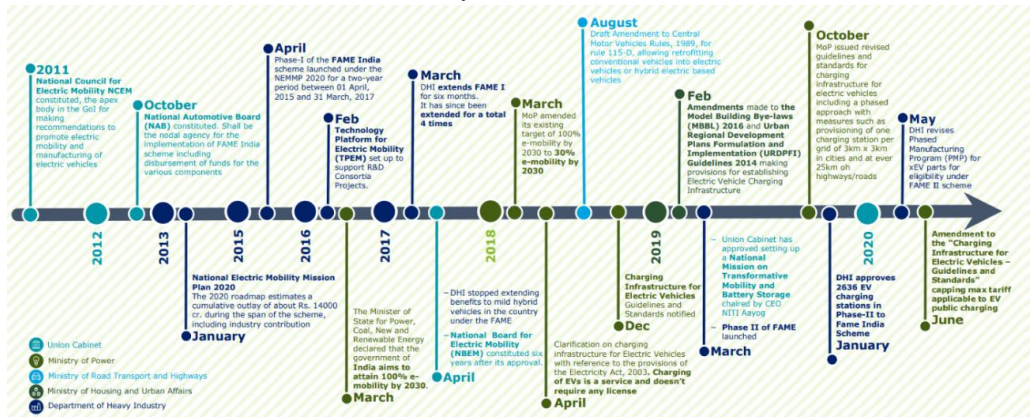 2011
National Council for
Electric Mobility NCEM
constituted, the apex
body in the GoI for
making
recommendations to
promote electric
mobility and
manufacturing of
electric vehicles
October
National Automotive Board
(NAB) constituted. Shall be
the nodal agency for the
implementation of FAME India
scheme including
disbursement of funds for the
various components
April
Phase-I of the FAME India
scheme launched under the
NEMMP 2020 for a two-year
period between 01 April,
2015 and 31 March, 2017
Feb
Technology
Platform for
Electric Mobility
(TPEM) set up to
support R&D
Consortia
Projects.
March
DHI extends FAME I
for six months.
It has since been
extended for a total
4 times
March
MoP amended its
existing target of 100%
e-mobility by
2030 to 30%
e-mobility by
2030
August
Draft Amendment to Central
Motor Vehicles Rules, 1989, for
rule 115-D, allowing retrofitting
conventional vehicles into electric
vehicles or hybrid electric based
vehicles
Feb
Amendments made to the
Model Building Bye-laws
(MBBL) 2016 and Urban
Regional Development
Plans Formulation and
Implementation (URDPFI)
Guidelines 2014 making
provisions for establishing
Electric Vehicle Charging
Infrastructure
October
MoP issued revised
guidelines and
standards for
charging
infrastructure for
electric vehicles
including a phased
approach with
measures such as
provisioning of one
charging station per
grid of 3km x 3km
in cities and at ever
25km oh
highways/roads
May
DHI revises
Phased
Manufacturing
Program (PMP) for
xEV parts for
eligibility under
FAME II scheme
2012
2013
2015
2016
2017
2018
2019
2020
National Electric Mobility Mission
Plan 2020
The 2020 roadmap estimates a
cumulative outlay of about Rs. 14000
cr. during the span of the scheme,
including industry contribution
January
The Minister of
State for Power,
Coal, New and
Renewable Energy
declared that the
government of
India aims to
attain 100% e-
mobility by 2030.
March
–DHI stopped extending
benefits to mild hybrid
vehicles in the country
under the FAME
–National Board for
Electric Mobility
(NBEM) constituted six
years after its approval.
April
Clarification on charging
infrastructure for Electric Vehicles
with reference to the provisions of
the Electricity Act, 2003. Charging
of EVs is a service and doesn't
require any license
April
Charging
Infrastructure for
Electric Vehicles
Guidelines and
Standards notified
Dec
– Union Cabinet has
approved setting up
a National
Mission on
Transformative
Mobility and
Battery Storage
chaired by CEO
NITI Aayog
– Phase II of FAME
launched
March
DHI approves
2636 EV
charging
stations in
Phase-II to
Fame India
Scheme
January
Amendment to
the "Charging
Infrastructure for
Electric Vehicles –
Guidelines and
Standards"
capping max tariff
applicable to EV
public charging
June
Union Cabinet
Ministry of Power
Ministry of Road Transport and Highways
Ministry of Housing and Urban Affairs
Department of Heavy Industry